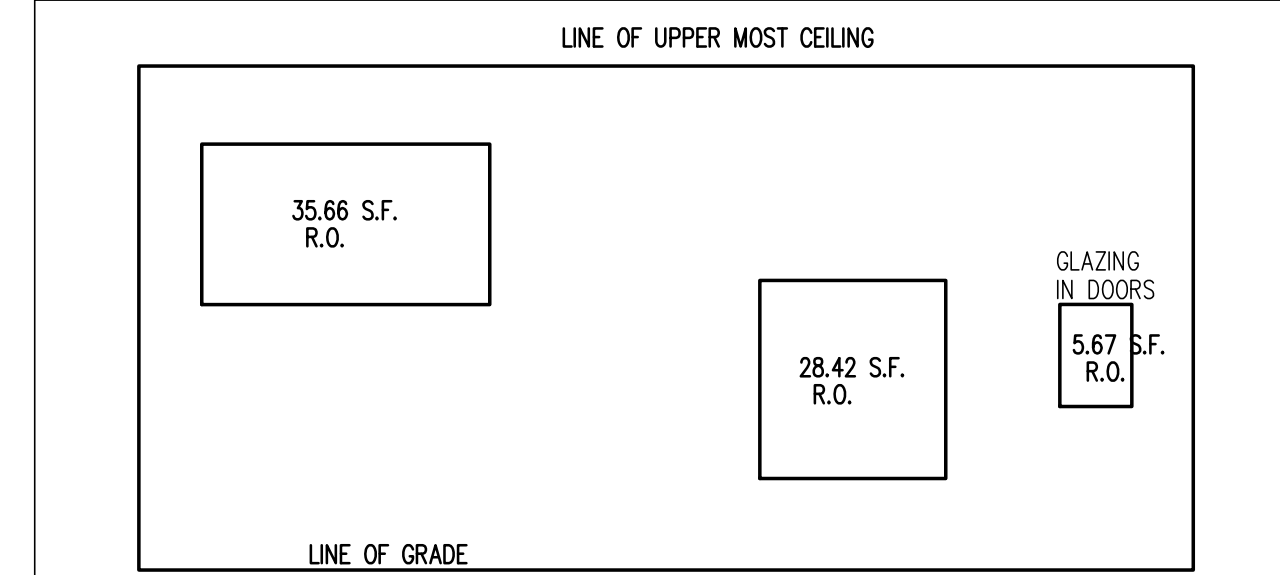 LINE OF UPPER MOST CEILING
35.66 S.F.
R.O.
GLAZING
IN DOORS
5.67 S.F.
R.O.
28.42 S.F.
R.O.
LINE OF GRADE